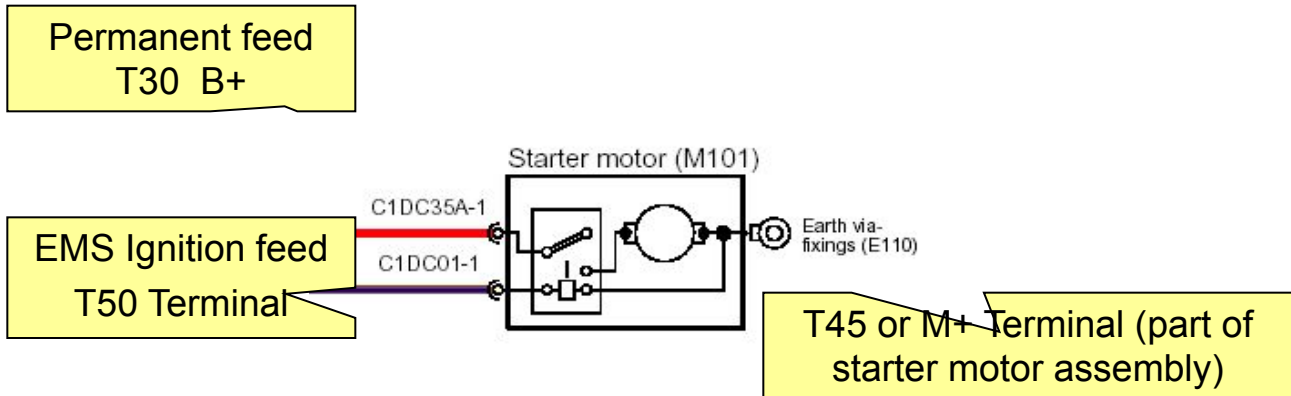 Permanent feed
T30 B+
Starter motor (M101)
C1DC35A-1
Earth via-
fixings (E110)
EMS Ignition feed
T50 Terminal
C1DC01-1
T45 or M+ Terminal (part of
starter motor assembly)